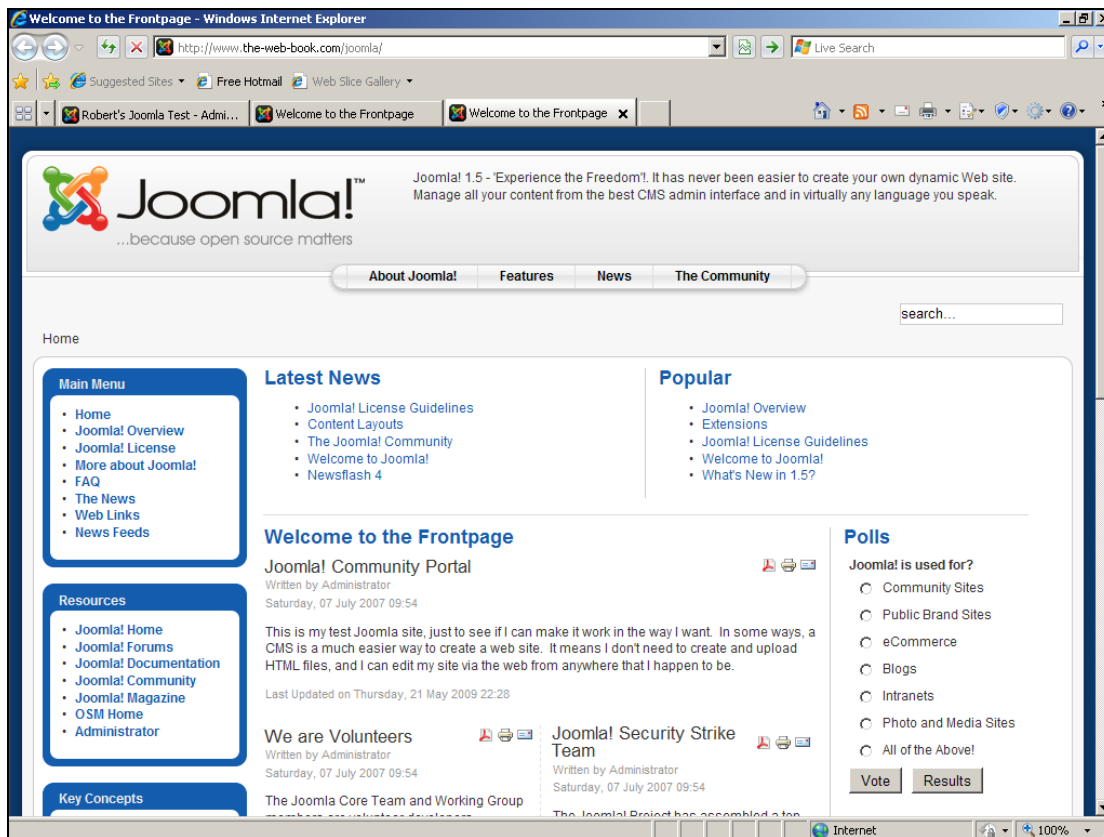 Welcome to the Frontpage - Windows Internet Explorer
http://www.the-web-book.com/joomla/
Live Search
Suggested Sites
Free Hotmail
Web Slice Gallery
Robert's Joomla Test - Admi...
Welcome to the Frontpage
Welcome to the Frontpage
Joomla!™
...because open source matters
Joomla! 1.5 - 'Experience the Freedom'!. It has never been easier to create your own dynamic Web site.
Manage all your content from the best CMS admin interface and in virtually any language you speak.
About Joomla!
Features
News
The Community
search...
Home
Main Menu
Home
Joomla! Overview
Joomla! License
More about Joomla!
FAQ
The News
Web Links
News Feeds
Resources
Joomla! Home
Joomla! Forums
Joomla! Documentation
Joomla! Community
Joomla! Magazine
OSM Home
Administrator
Key Concepts
Latest News
Joomla! License Guidelines
Content Layouts
The Joomla! Community
Welcome to Joomla!
Newsflash 4
Popular
Joomla! Overview
Extensions
Joomla! License Guidelines
Welcome to Joomla!
What's New in 1.5?
Welcome to the Frontpage
Joomla! Community Portal
Written by Administrator
Saturday, 07 July 2007 09:54
This is my test Joomla site, just to see if I can make it work in the way I want. In some ways, a
CMS is a much easier way to create a web site. It means I don't need to create and upload
HTML files, and I can edit my site via the web from anywhere that I happen to be.
Last Updated on Thursday, 21 May 2009 22:28
We are Volunteers
Written by Administrator
Saturday, 07 July 2007 09:54
The Joomla Core Team and Working Group
members are volunteer developers
Joomla! Security Strike
Team
Written by Administrator
Saturday, 07 July 2007 09:54
The Joomla! Project has assembled a top
Polls
Joomla! is used for?
Community Sites
Public Brand Sites
eCommerce
Blogs
Intranets
Photo and Media Sites
All of the Above!
Vote
Results
Internet
100%